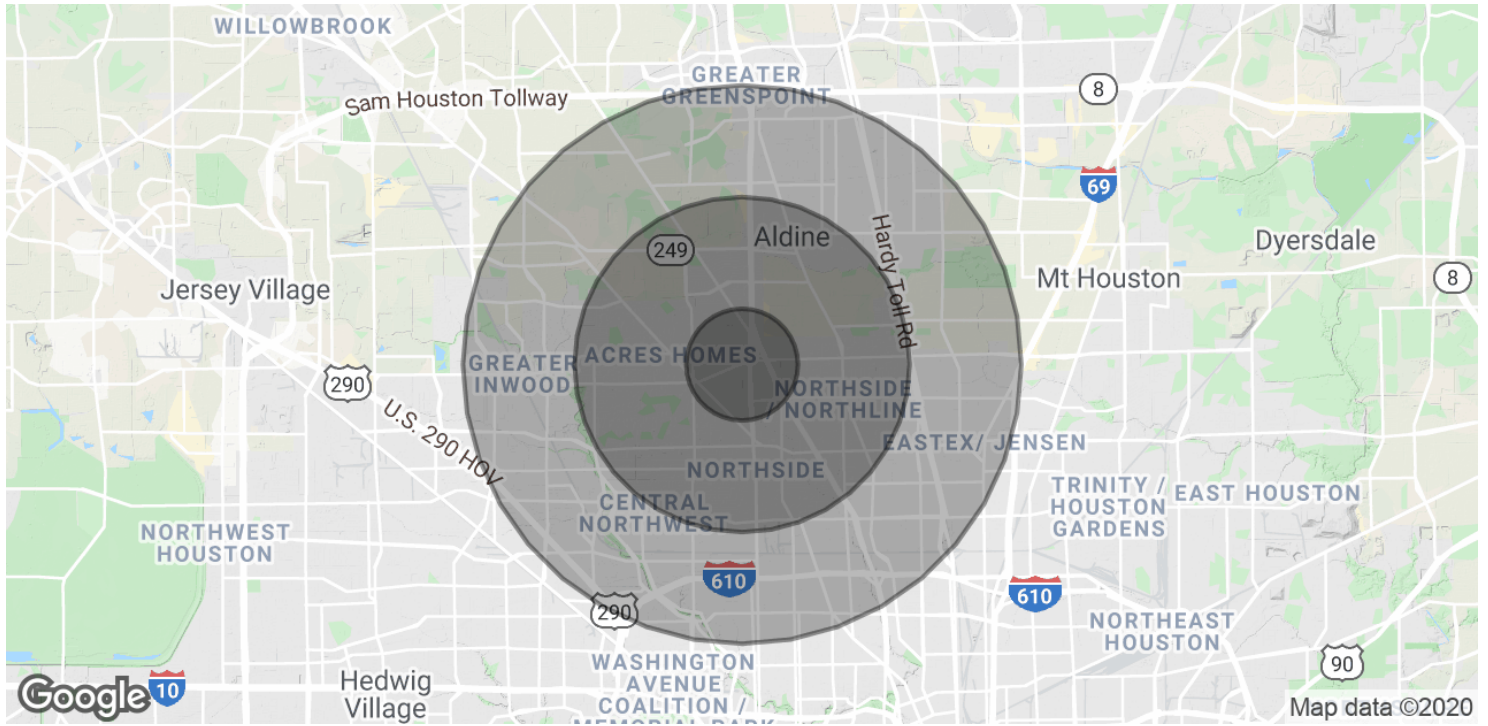 WILLOWBROOK
GREATER
GREENSPOINT
Sam Houston Tollway
8
69
Hardy Toll Rd
Aldine
249
Dyersdale
Mt Houston
8
Jersey Village
ACRES HOMES
GREATER
INWOOD
290
NORTHSIDE
/ NORTHLINE
U.S. 290 HOV
EASTEX/ JENSEN
NORTHSIDE
CENTRAL
NORTHWEST
TRINITY /
HOUSTON
GARDENS
EAST HOUSTON
NORTHWEST
HOUSTON
610
610
290
NORTHEAST
HOUSTON
90
WASHINGTON
AVENUE
COALITION /
MEMORIAL PARK
Hedwig
Village
10
Google
Map data ©2020